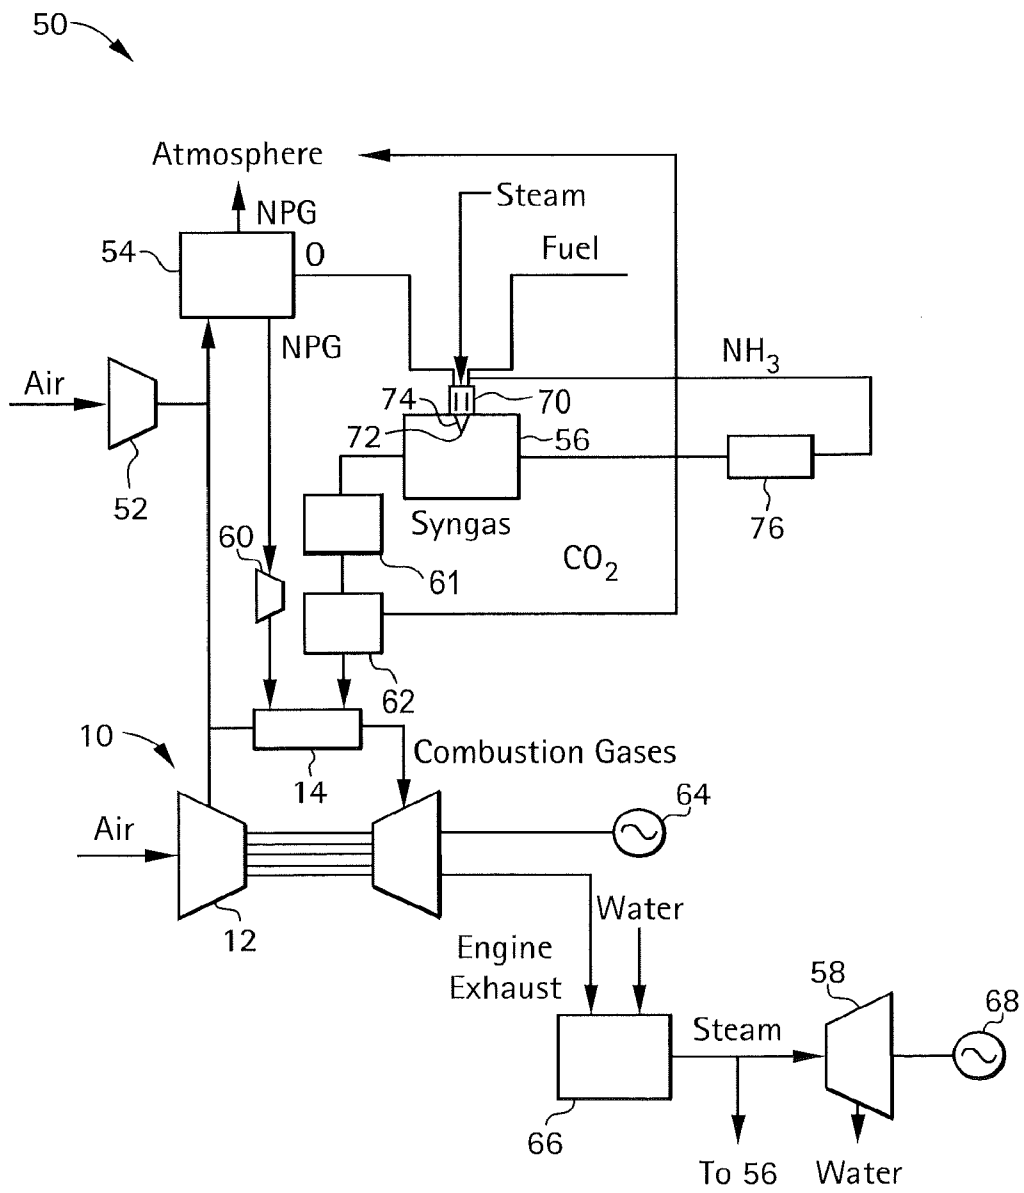 50
Atmosphere
Steam
NPG
54
O
Fuel
NPG
NH3
Air
74
70
72
56
52
76
Syngas
60
61
CO2
62
10
Combustion Gases
14
64
Air
Water
12
Engine
Exhaust
58
68
Steam
66
To 56
Water